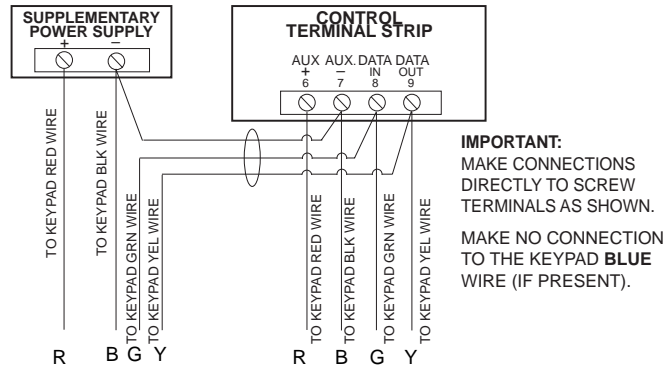 SUPPLEMENTARY
POWER SUPPLY
+ –
CONTROL
TERMINAL STRIP
AUX AUX. DATA DATA
+ – IN OUT
6 7 8 9
TO KEYPAD RED WIRE
TO KEYPAD BLK WIRE
TO KEYPAD GRN WIRE
TO KEYPAD YEL WIRE
TO KEYPAD RED WIRE
TO KEYPAD BLK WIRE
TO KEYPAD GRN WIRE
TO KEYPAD YEL WIRE
R B G Y
R B G Y
IMPORTANT:
MAKE CONNECTIONS
DIRECTLY TO SCREW
TERMINALS AS SHOWN.
MAKE NO CONNECTION
TO THE KEYPAD BLUE
WIRE (IF PRESENT).